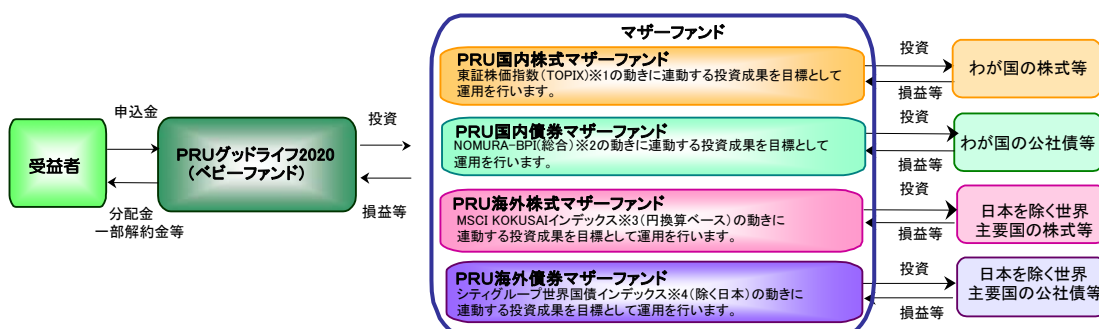 マザーファンド
受益者
申込金
分配金
一部解約金等
PRUグッドライフ2020
(ベビーファンド)
投資
損益等
PRU国内株式マザーファンド
東証株価指数(TOPIX)※1の動きに連動する投資成果を目標として
運用を行います。
投資
損益等
わが国の株式等
PRU国内債券マザーファンド
NOMURA-BPI(総合)※2の動きに連動する投資成果を目標として
運用を行います。
投資
損益等
わが国の公社債等
PRU海外株式マザーファンド
MSCI KOKUSAIインデックス※3(円換算ベース)の動きに
連動する投資成果を目標として運用を行います。
投資
損益等
日本を除く世界
主要国の株式等
PRU海外債券マザーファンド
シティグループ世界国債インデックス※4(除く日本)の動きに
連動する投資成果を目標として運用を行います。
投資
損益等
日本を除く世界
主要国の公社債等